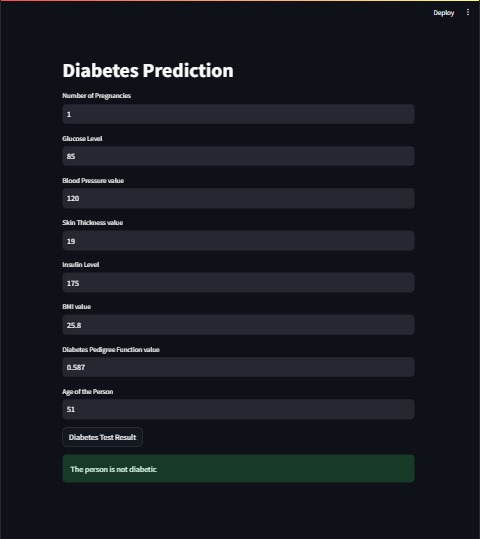 Deploy
Diabetes Prediction
Number of Pregnancies
1
Glucose Level
85
Blood Pressure value
120
Skin Thickness value
19
Insulin Level
175
BMI value
25.8
Diabetes Pedigree Function value
0.587
Age of the Person
51
Diabetes Test Result
The person is not diabetic